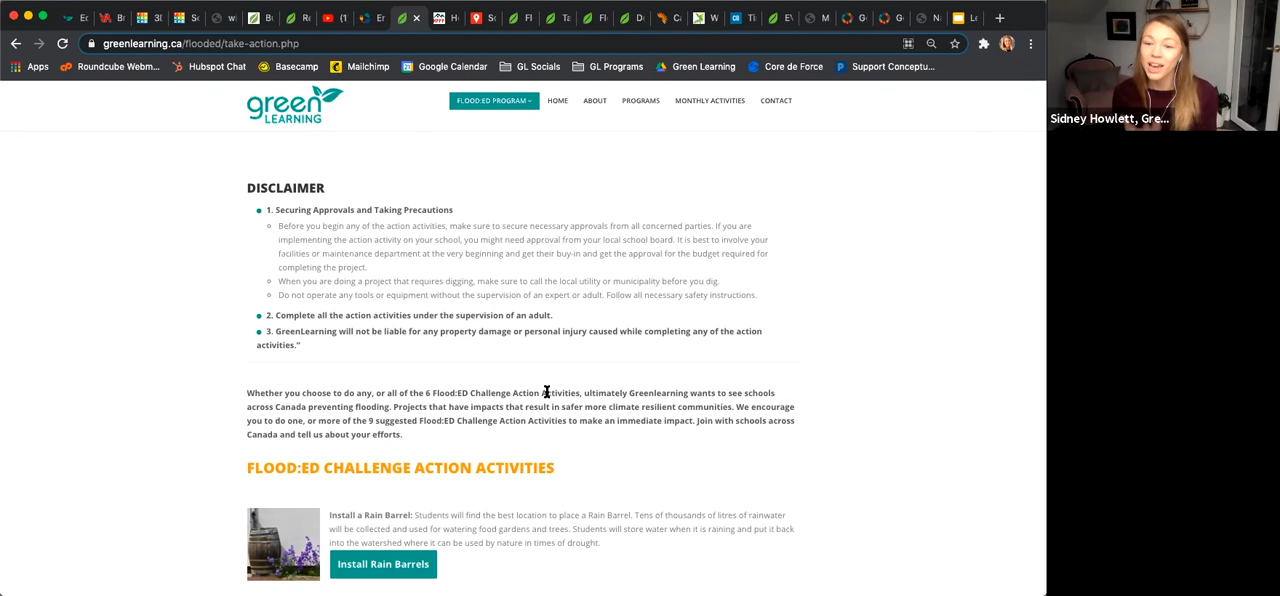 greenlearning.ca/flooded/take-action.php
Apps Roundcube Webm... Hubspot Chat Basecamp Mailchimp Google Calendar GL Socials GL Programs Green Learning Core de Force Support Conceptu...
Sidney Howlett, Gre...
green LEARNING
FLOOD:ED PROGRAM HOME ABOUT PROGRAMS MONTHLY ACTIVITIES CONTACT
DISCLAIMER
1. Securing Approvals and Taking Precautions
Before you begin any of the action activities, make sure to secure necessary approvals from all concerned parties. If you are
implementing the action activity on your school, you might need approval from your local school board. It is best to involve your
facilities or maintenance department at the very beginning and get their buy-in and get the approval for the budget required for
completing the project.
When you are doing a project that requires digging, make sure to call the local utility or municipality before you dig.
Do not operate any tools or equipment without the supervision of an expert or adult. Follow all necessary safety instructions.
2. Complete all the action activities under the supervision of an adult.
3. GreenLearning will not be liable for any property damage or personal injury caused while completing any of the action
activities."
Whether you choose to do any, or all of the 6 Flood:ED Challenge Action Activities, ultimately Greenlearning wants to see schools
across Canada preventing flooding. Projects that have impacts that result in safer more climate resilient communities. We encourage
you to do one, or more of the 9 suggested Flood:ED Challenge Action Activities to make an immediate impact. Join with schools across
Canada and tell us about your efforts.
FLOOD:ED CHALLENGE ACTION ACTIVITIES
Install a Rain Barrel: Students will find the best location to place a Rain Barrel. Tens of thousands of litres of rainwater
will be collected and used for watering food gardens and trees. Students will store water when it is raining and put it back
into the watershed where it can be used by nature in times of drought.
Install Rain Barrels